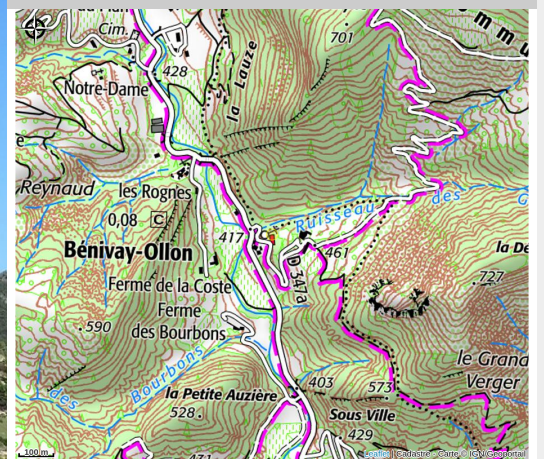 Cim.
701
428
la Lauze
Notre-Dame
Reynaud
les Rognes
Ruisseau des
0,08 C
417
461
Bénivay-Ollon
D 347a
727
Ferme de la Coste
Ferme
des Bourbons
590
le Grand
Verger
des Bourbons
403
573
la Petite Auzière
528
Sous Ville
429
471
100 m
Leaflet | Cadastre - Carte © IGN/Geoportail